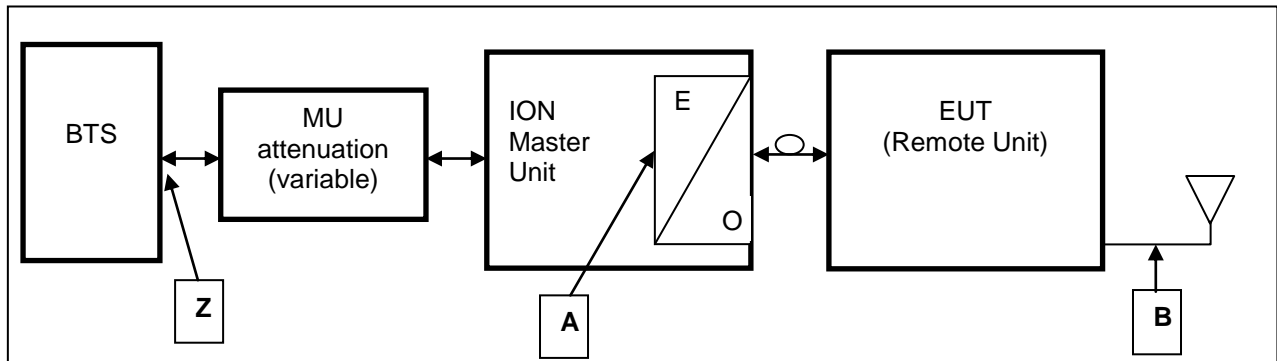 BTS
MU
attenuation
(variable)
ION
Master
Unit
E
O
EUT
(Remote Unit)
Z
A
B